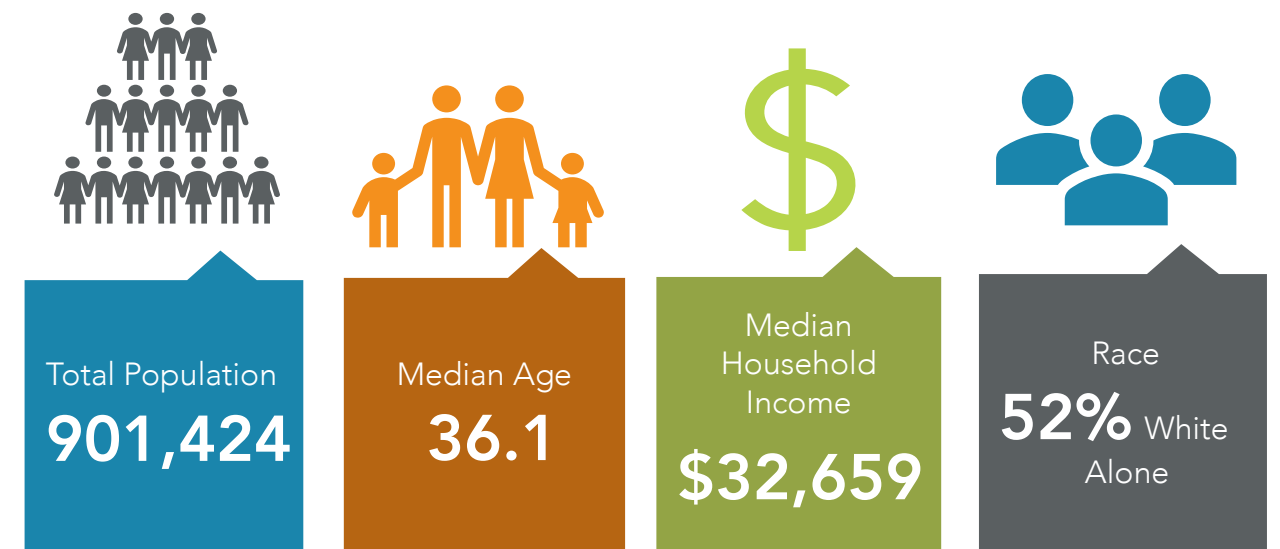 Total Population
901,424
Median Age
36.1
Median
Household
Income
$32,659
Race
52% White
Alone